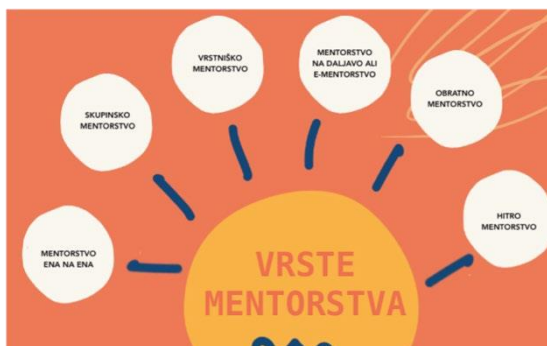 MENTORSTVO
ENA NA ENA
SKUPINSKO
MENTORSTVO
VRSTNIŠKO
MENTORSTVO
MENTORSTVO
NA DALJAVO ALI
E-MENTORSTVO
OBRATNO
MENTORSTVO
HITRO
MENTORSTVO
VRSTE
MENTORSTVA